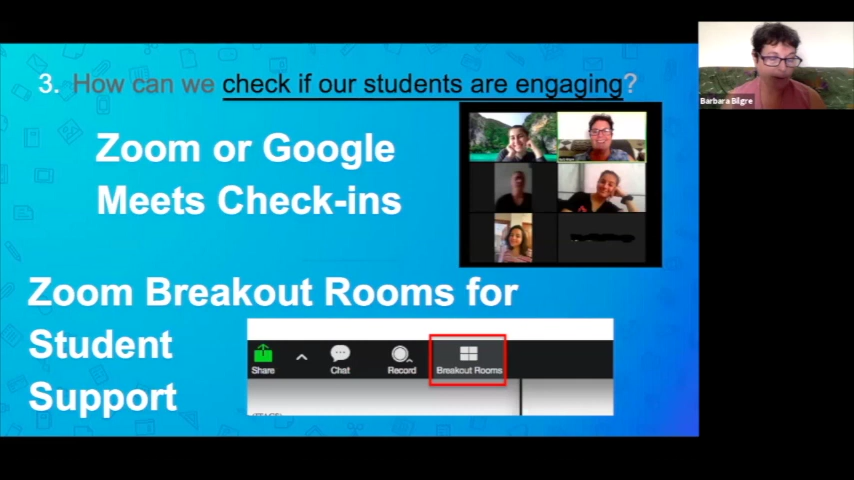 3. How can we check if our students are engaging?
Zoom or Google
Meets Check-ins
Zoom Breakout Rooms for
Student
Support
Share
Chat
Record
Breakout Rooms
Barbara Bilgre